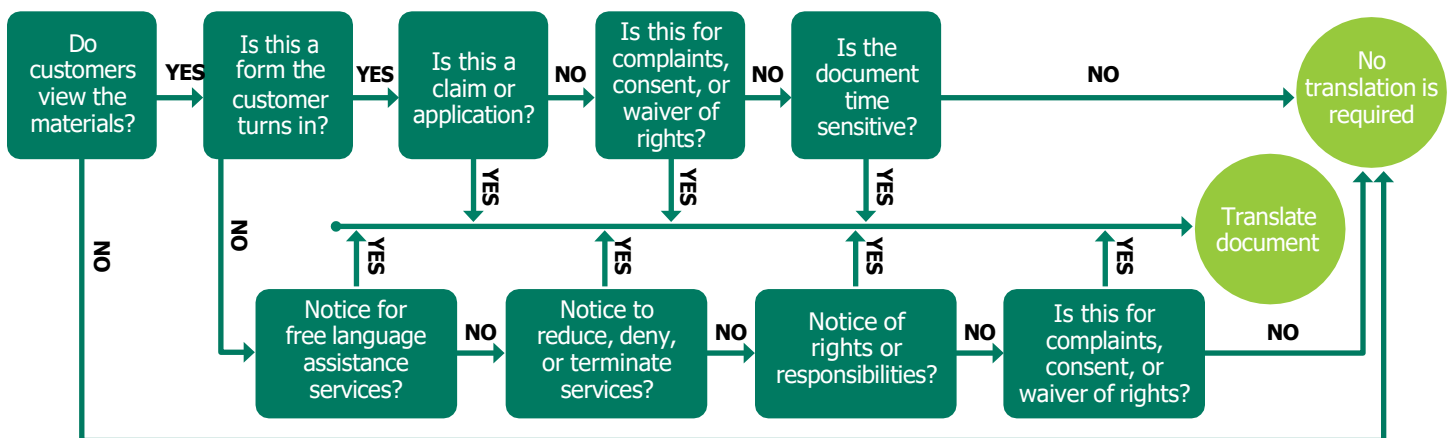 Do
customers
view the
materials?
YES
Is this a
form the
customer
turns in?
YES
Is this a
claim or
application?
NO
Is this for
complaints,
consent, or
waiver of
rights?
NO
Is the
document
time
sensitive?
NO
No
translation is
required
YES
YES
YES
Translate
document
NO
NO
YES
YES
YES
YES
Notice for
free language
assistance
services?
NO
Notice to
reduce, deny,
or terminate
services?
NO
Notice of
rights or
responsibilities?
NO
Is this for
complaints,
consent, or
waiver of rights?
NO